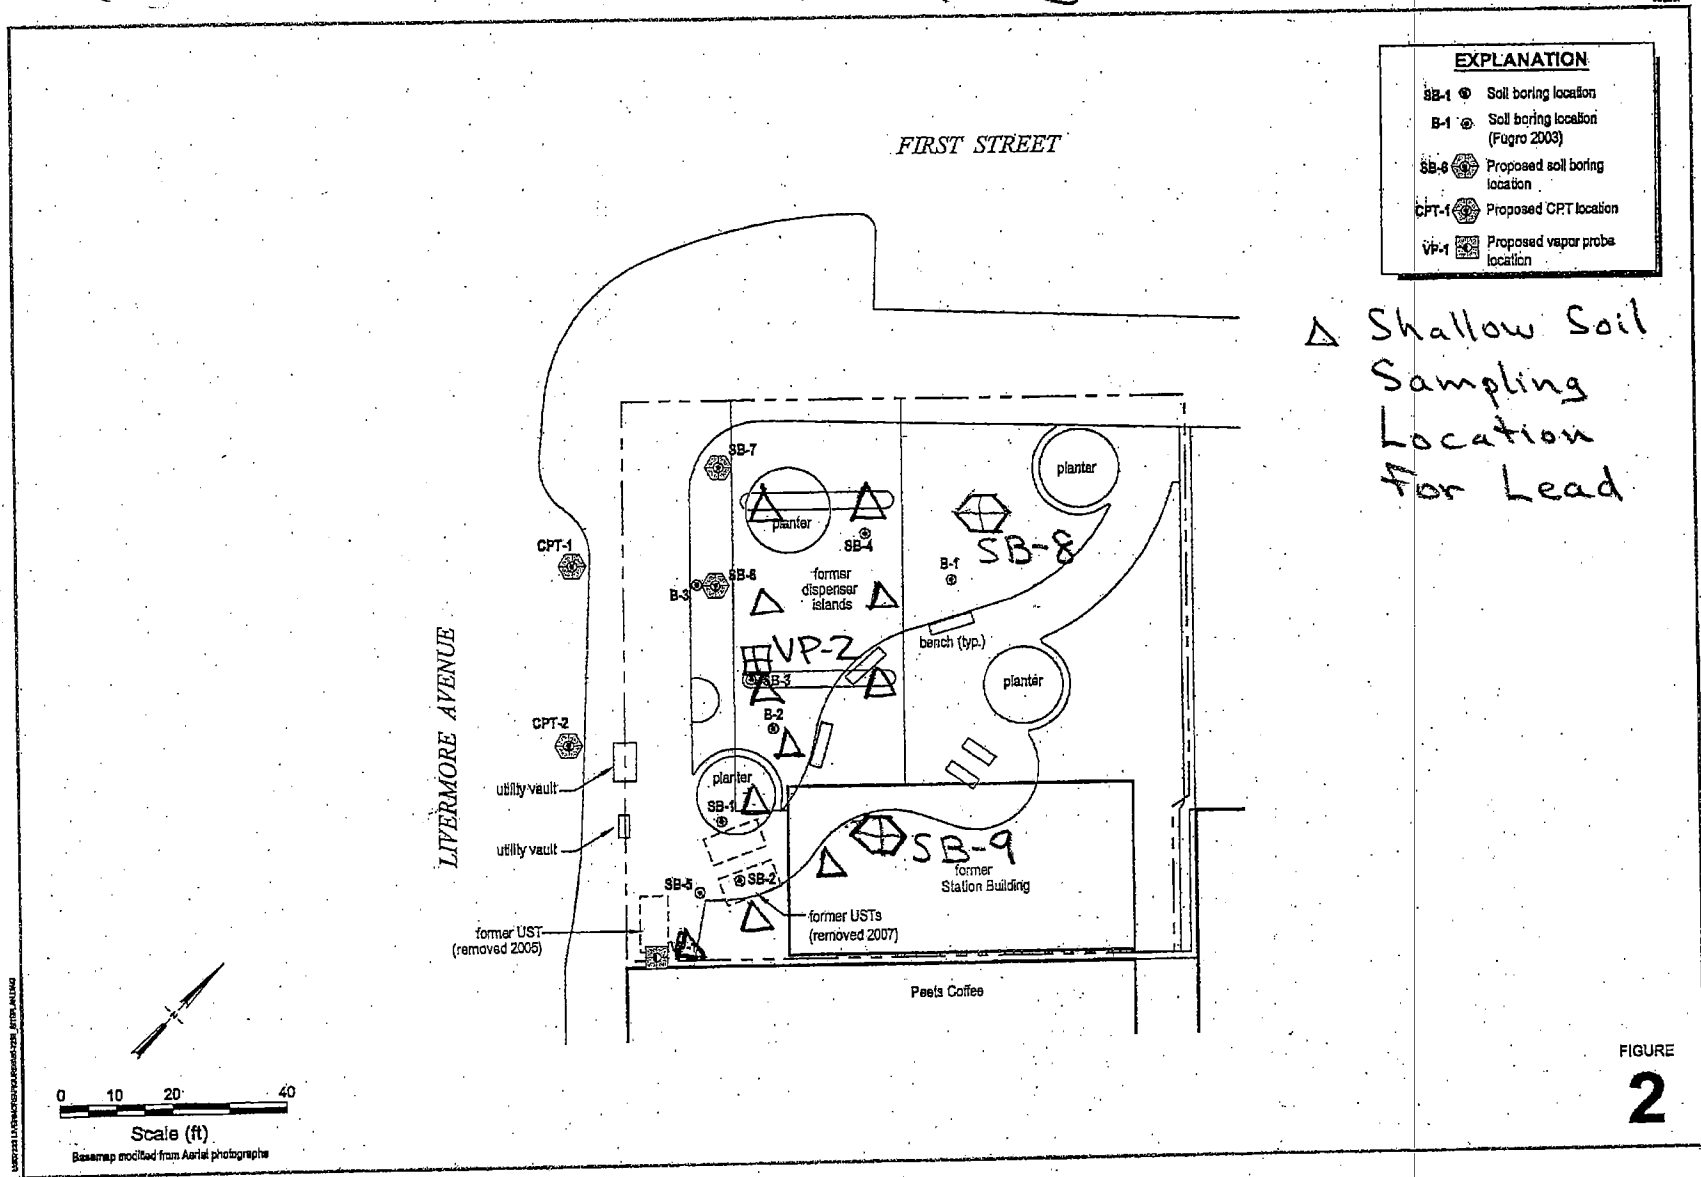 EXPLANATION
SB-1 Soil boring location
B-1 Soil boring location
(Fugro 2003)
SB-6 Proposed soil boring
location
CPT-1 Proposed CPT location
VP-1 Proposed vapor probe
location
Δ Shallow Soil
Sampling
Location
for Lead
FIRST STREET
LIVERMORE AVENUE
SB-7
planter
planter
SB-4
SB-8
CPT-1
B-1
SB-6
B-3
former
dispenser
islands
bench (typ.)
VP-2
SB-3
planter
B-2
CPT-2
utility vault
planter
SB-1
utility vault
SB-9
former
Station Building
SB-2
SB-5
former USTs
(removed 2007)
former UST
(removed 2005)
Peets Coffee
0 10 20 40
Scale (ft)
Basemap modified from Aerial photographs
FIGURE
2